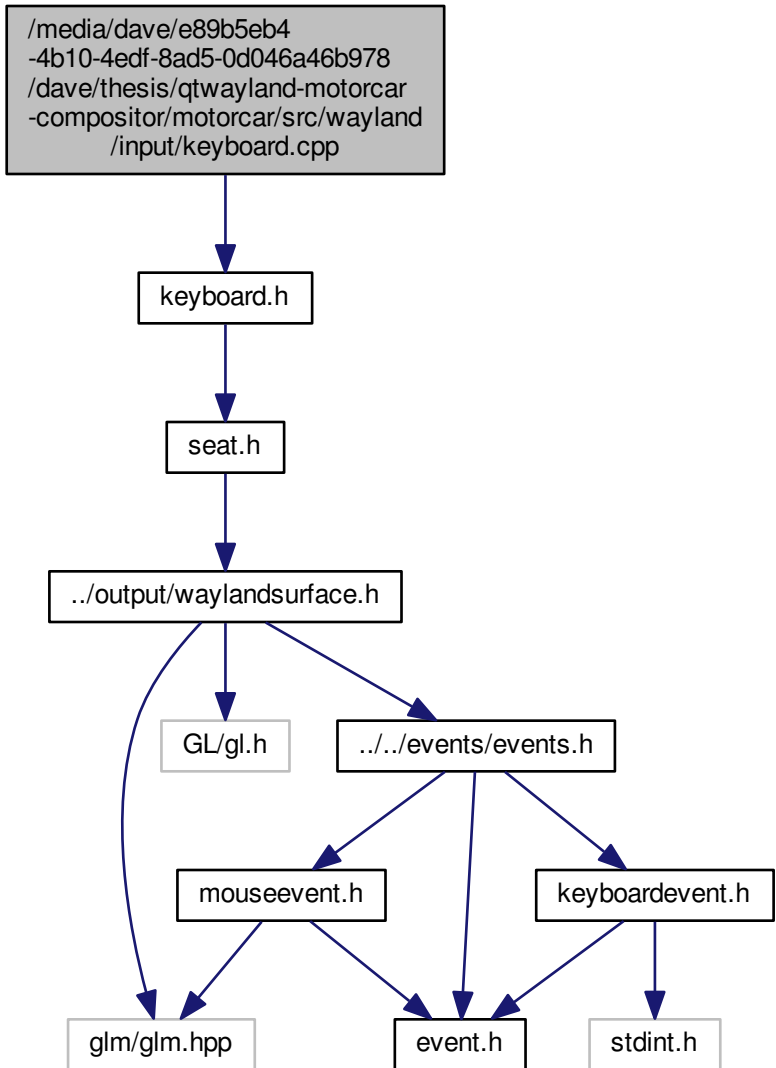 /media/dave/e89b5eb4
-4b10-4edf-8ad5-0d046a46b978
/dave/thesis/qtwayland-motorcar
-compositor/motorcar/src/wayland
/input/keyboard.cpp
keyboard.h
seat.h
../output/waylandsurface.h
GL/gl.h
../../events/events.h
mouseevent.h
keyboardevent.h
glm/glm.hpp
event.h
stdint.h